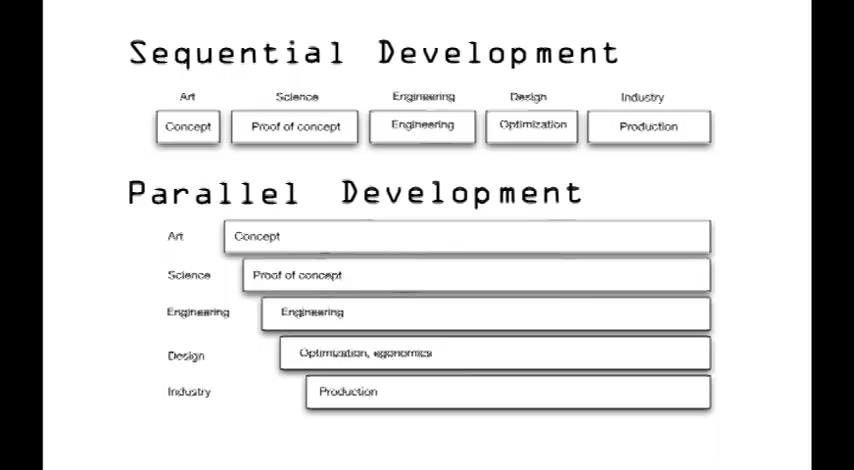 Sequential Development
Art Science Engineering Design Industry
Concept Proof of concept Engineering Optimization Production
Parallel Development
Art Concept
Science Proof of concept
Engineering Engineering
Design Optimization, egonomics
Industry Production